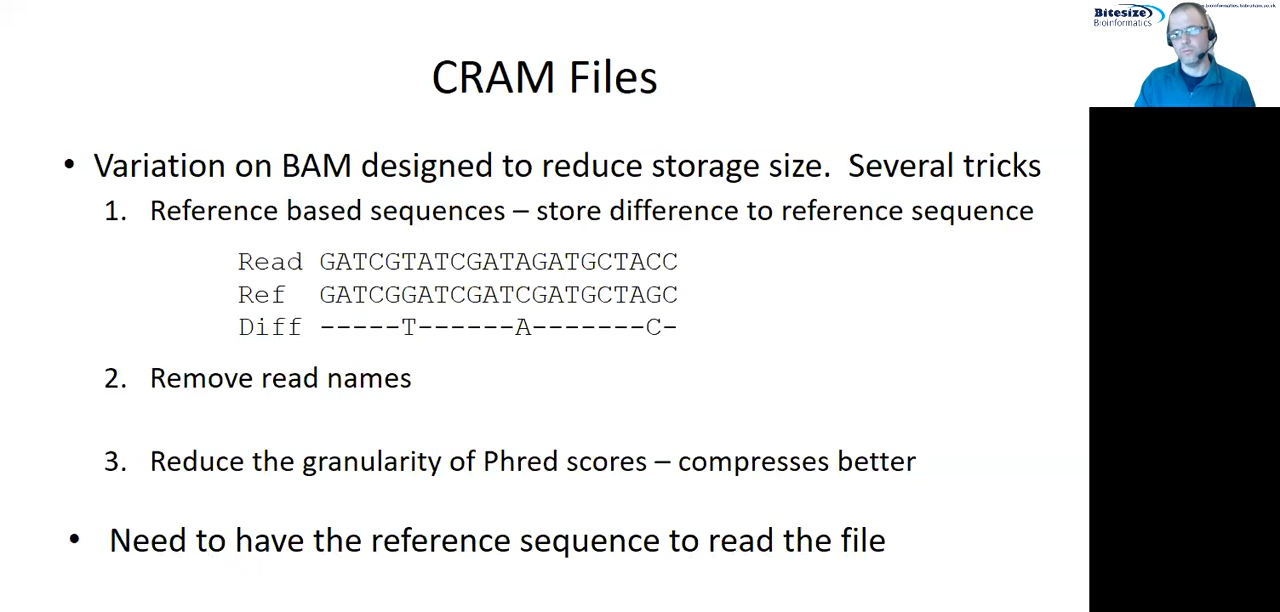 Bitesize
Bioinformatics
CRAM Files
• Variation on BAM designed to reduce storage size.  Several tricks
1. Reference based sequences – store difference to reference sequence
Read GATCGTATCGATAGATGCTACC
Ref  GATCGGATCGATCGATGCTAGC
Diff -----T------A-------C-
2. Remove read names
3. Reduce the granularity of Phred scores – compresses better
• Need to have the reference sequence to read the file